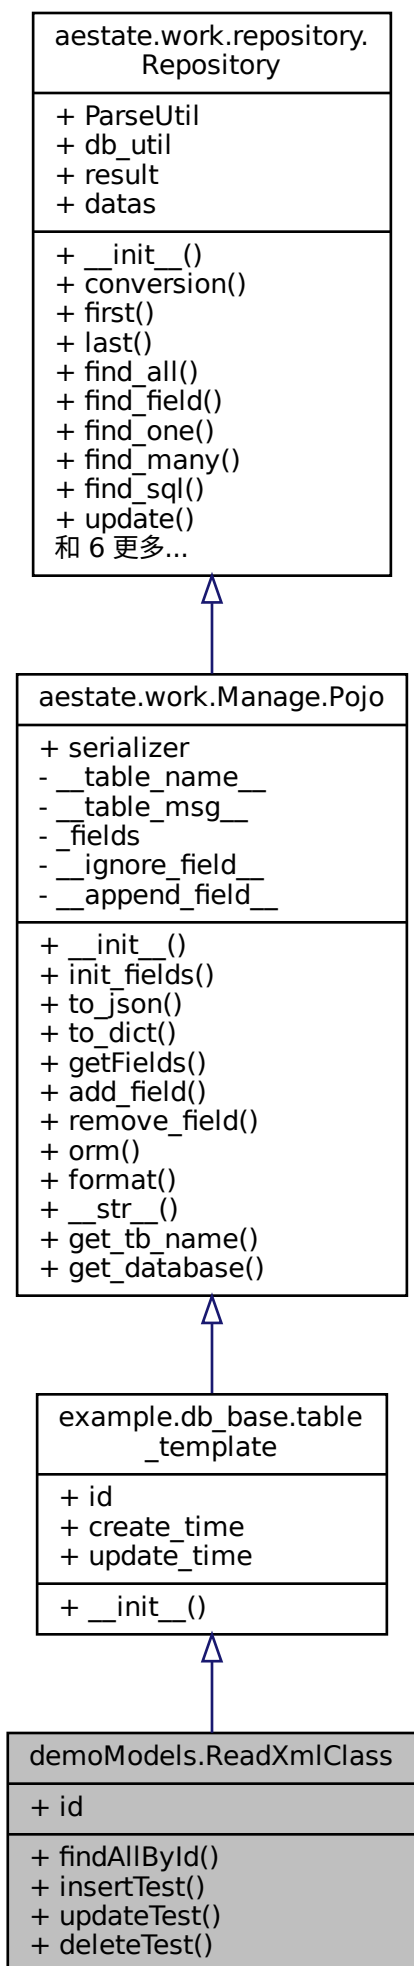 aestate.work.repository.
Repository
+ ParseUtil
+ db_util
+ result
+ datas
+ __init__()
+ conversion()
+ first()
+ last()
+ find_all()
+ find_field()
+ find_one()
+ find_many()
+ find_sql()
+ update()
和 6 更多...
aestate.work.Manage.Pojo
+ serializer
- __table_name__
- __table_msg__
- _fields
- __ignore_field__
- __append_field__
+ __init__()
+ init_fields()
+ to_json()
+ to_dict()
+ getFields()
+ add_field()
+ remove_field()
+ orm()
+ format()
+ __str__()
+ get_tb_name()
+ get_database()
example.db_base.table
_template
+ id
+ create_time
+ update_time
+ __init__()
demoModels.ReadXmlClass
+ id
+ findAllById()
+ insertTest()
+ updateTest()
+ deleteTest()